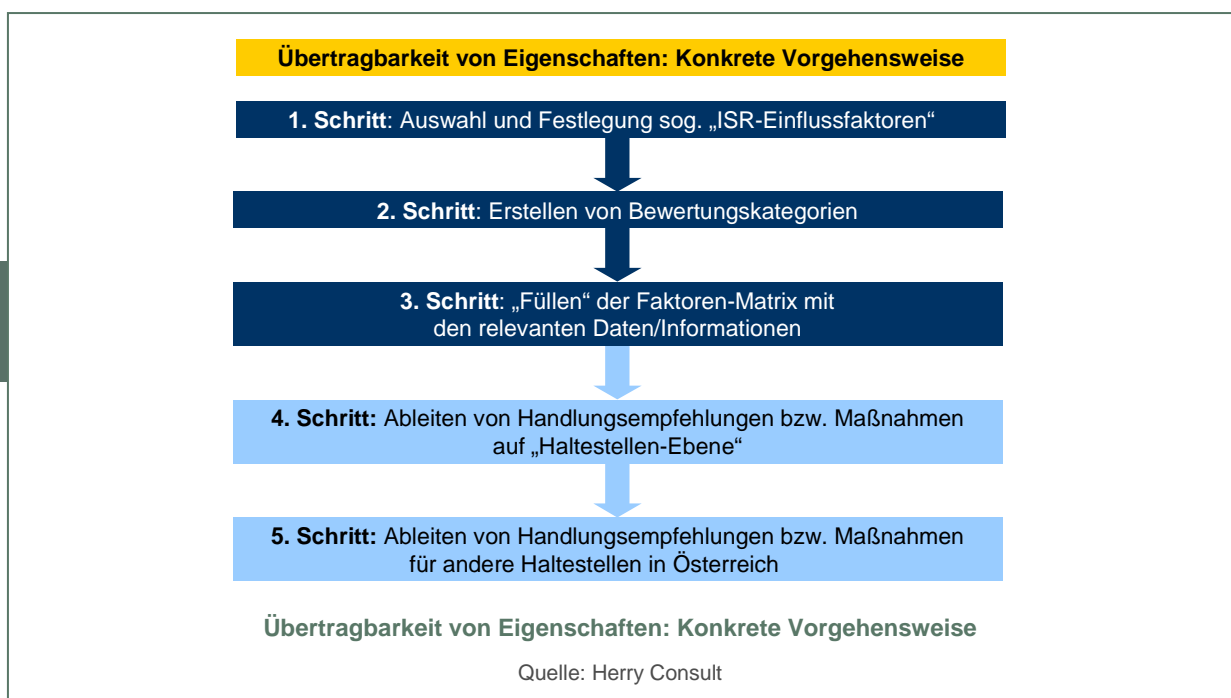 Übertragbarkeit von Eigenschaften: Konkrete Vorgehensweise
1. Schritt: Auswahl und Festlegung sog. „ISR-Einflussfaktoren“
2. Schritt: Erstellen von Bewertungskategorien
3. Schritt: „Füllen“ der Faktoren-Matrix mit
den relevanten Daten/Informationen
4. Schritt: Ableiten von Handlungsempfehlungen bzw. Maßnahmen
auf „Haltestellen-Ebene“
5. Schritt: Ableiten von Handlungsempfehlungen bzw. Maßnahmen
für andere Haltestellen in Österreich
Übertragbarkeit von Eigenschaften: Konkrete Vorgehensweise
Quelle: Herry Consult